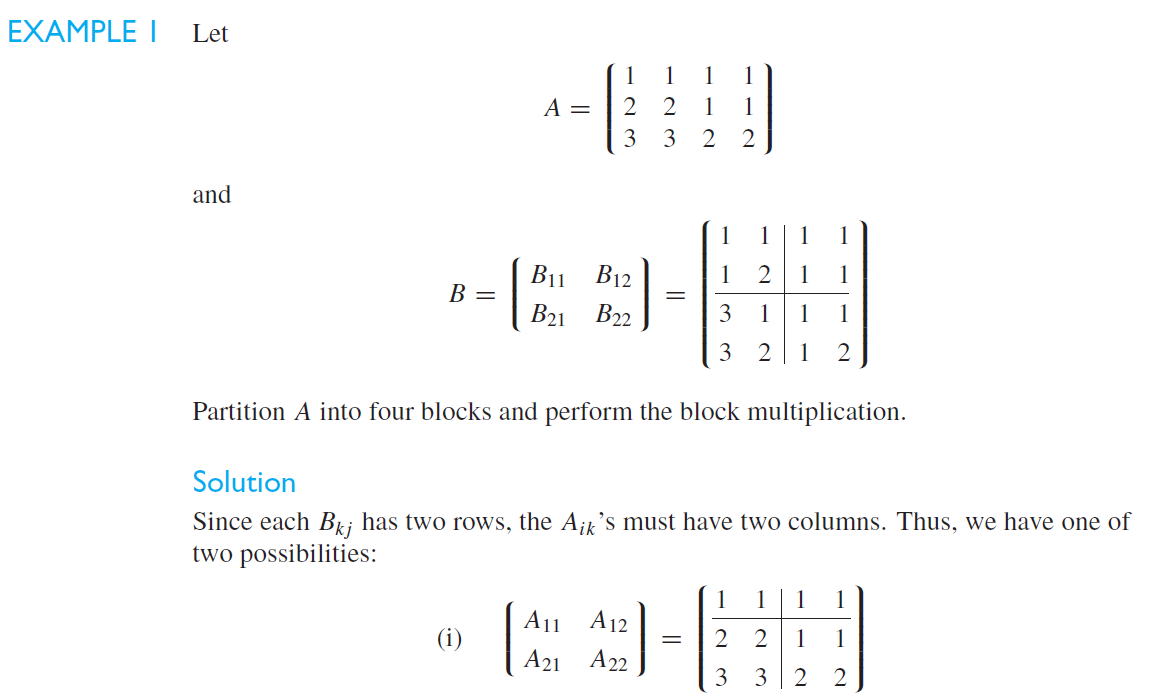 EXAMPLE I Let
A = 
1 1 1 1
2 2 1 1
3 3 2 2
and
B = 
B11 B12
B21 B22
=
1 1 1 1
1 2 1 1
3 1 1 1
3 2 1 2
Partition A into four blocks and perform the block multiplication.
Solution
Since each Bkj has two rows, the Aik’s must have two columns. Thus, we have one of
two possibilities:
(i)
A11 A12
A21 A22
=
1 1 1 1
2 2 1 1
3 3 2 2